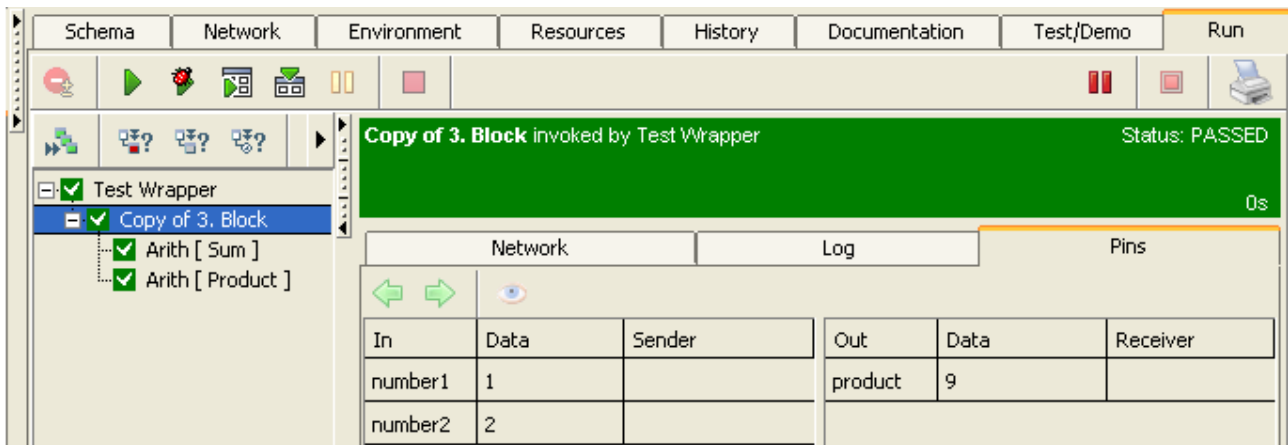 Schema Network Environment Resources History Documentation Test/Demo Run
Copy of 3. Block invoked by Test Wrapper Status: PASSED
0s
Test Wrapper
Copy of 3. Block
Arith [ Sum ]
Arith [ Product ]
Network Log Pins
In Data Sender
number1 1
number2 2
Out Data Receiver
product 9